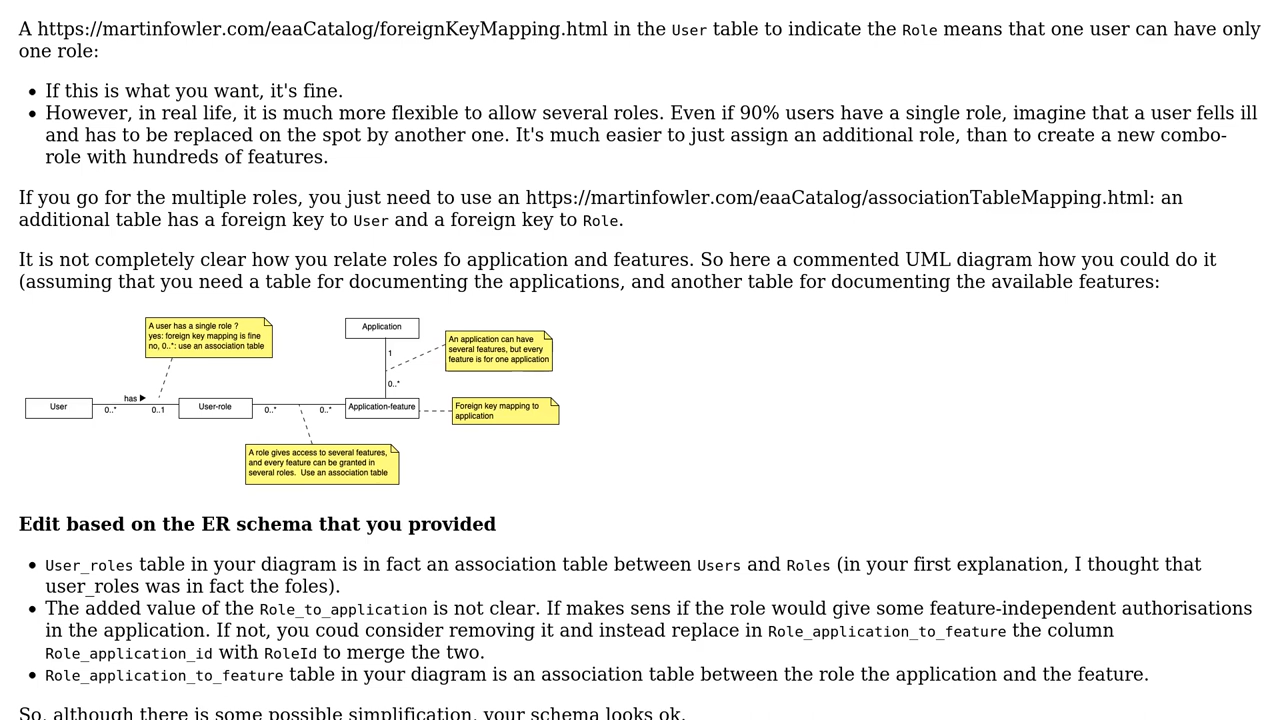 A https://martinfowler.com/eaaCatalog/foreignKeyMapping.html in the User table to indicate the Role means that one user can have only
one role:
If this is what you want, it's fine.
However, in real life, it is much more flexible to allow several roles. Even if 90% users have a single role, imagine that a user fells ill
and has to be replaced on the spot by another one. It's much easier to just assign an additional role, than to create a new combo-
role with hundreds of features.
If you go for the multiple roles, you just need to use an https://martinfowler.com/eaaCatalog/associationTableMapping.html: an
additional table has a foreign key to User and a foreign key to Role.
It is not completely clear how you relate roles fo application and features. So here a commented UML diagram how you could do it
(assuming that you need a table for documenting the applications, and another table for documenting the available features:
A user has a single role ?
yes: foreign key mapping is fine
no, 0..*: use an association table
Application
An application can have
several features, but every
feature is for one application
1
0..*
has
User
0..*
0..1
User-role
0..*
0..*
Application-feature
Foreign key mapping to
application
A role gives access to several features,
and every feature can be granted in
several roles. Use an association table
Edit based on the ER schema that you provided
User_roles table in your diagram is in fact an association table between Users and Roles (in your first explanation, I thought that
user_roles was in fact the foles).
The added value of the Role_to_application is not clear. If makes sens if the role would give some feature-independent authorisations
in the application. If not, you coud consider removing it and instead replace in Role_application_to_feature the column
Role_application_id with RoleId to merge the two.
Role_application_to_feature table in your diagram is an association table between the role the application and the feature.
So, although there is some possible simplification, your schema looks ok.